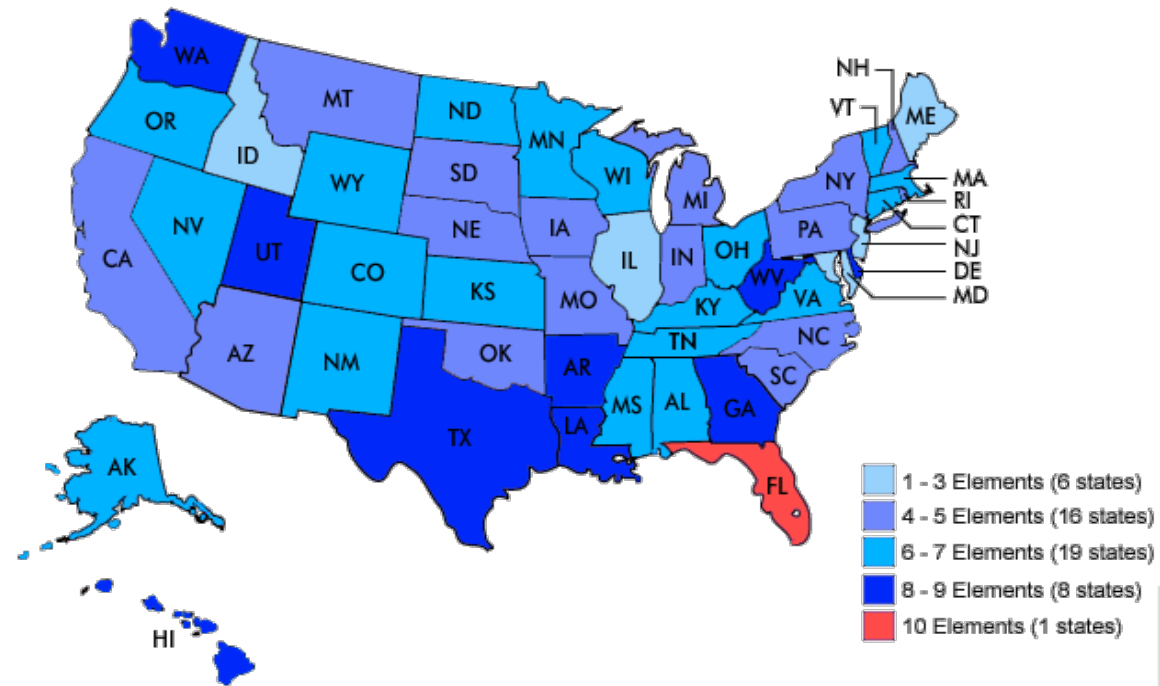 WA
NH
MT
ND
VT
ME
OR
MN
ID
SD
WI
WY
NY
MA
MI
RI
NV
NE
IA
CT
PA
NJ
UT
OH
CA
CO
IL
IN
DE
WV
KS
MD
MO
KY
VA
NC
TN
AZ
OK
NM
AR
SC
MS
AL
GA
LA
TX
AK
FL
1 - 3 Elements (6 states)
4 - 5 Elements (16 states)
6 - 7 Elements (19 states)
8 - 9 Elements (8 states)
10 Elements (1 states)
HI